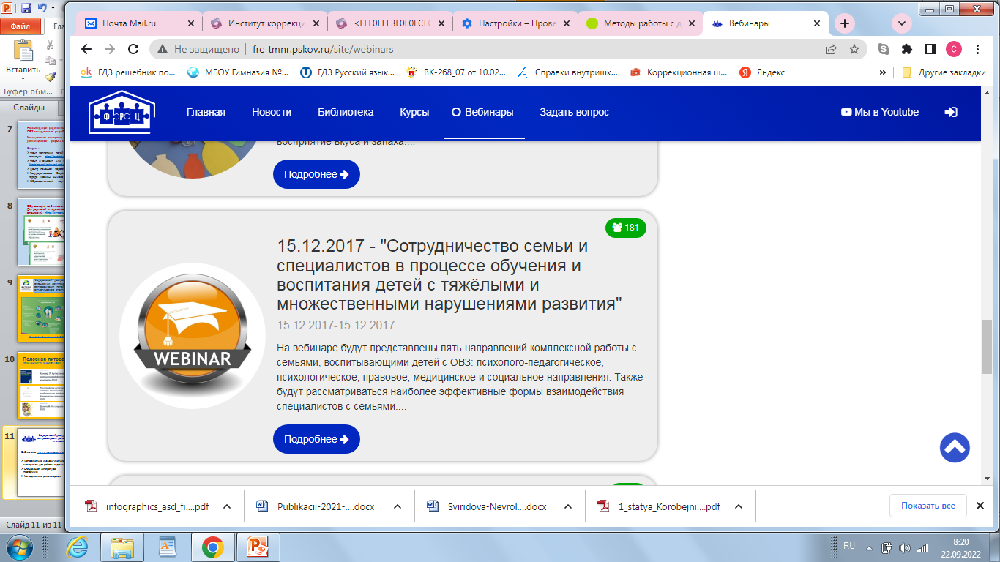 Файл
Гла
Вставить
Буфер обм...
Слайды
7
8
9
10
Полезная литера
11
Слайд 11 из 11
Почта Mail.ru
Институт коррекци
<EFF0EEE3F0E0ECEC
Настройки – Прове
Методы работы с д
Вебинары
Не защищено
frc-tmnr.pskov.ru/site/webinars
ГДЗ решебник по...
МБОУ Гимназия №...
ГДЗ Русский язык...
ВК-268_07 от 10.02...
Справки внутришк...
Коррекционная ш...
Яндекс
»
Другие закладки
Главная
Новости
Библиотека
Курсы
Вебинары
Задать вопрос
Мы в Youtube
восприятие вкуса и запаха....
Подробнее
181
15.12.2017 - "Сотрудничество семьи и
специалистов в процессе обучения и
воспитания детей с тяжёлыми и
множественными нарушениями развития"
15.12.2017-15.12.2017
WEBINAR
На вебинаре будут представлены пять направлений комплексной работы с
семьями, воспитывающими детей с ОВЗ: психолого-педагогическое,
психологическое, правовое, медицинское и социальное направления. Также
будут рассматриваться наиболее эффективные формы взаимодействия
специалистов с семьями....
Подробнее
infographics_asd_fi....pdf
Publikacii-2021-....docx
Sviridova-Nevrol....docx
1_statya_Korobejni....pdf
Показать все
RU
8:20
22.09.2022